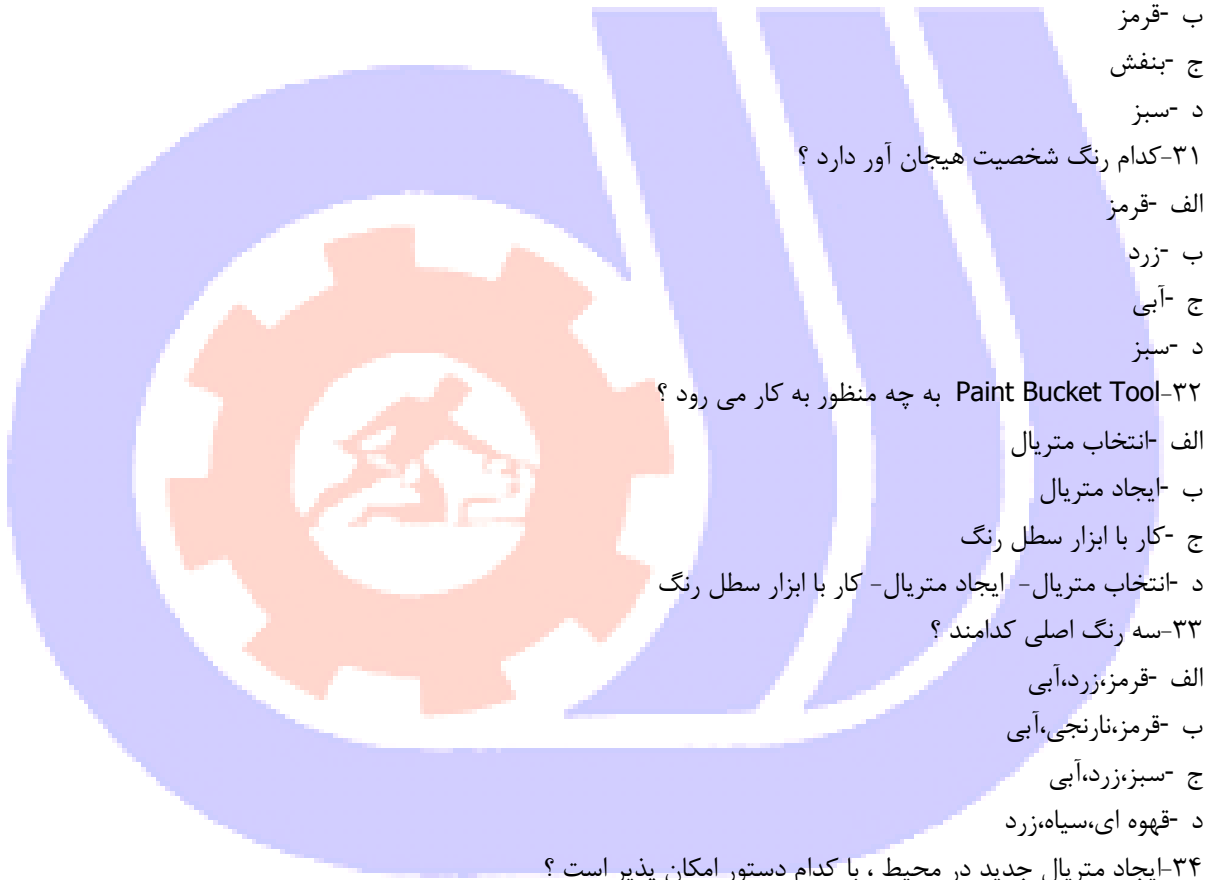 ب -قرمز
ج -بنفش
د -سبز
۳۱-کدام رنگ شخصیت هیجان آور دارد ؟
الف -قرمز
ب -زرد
ج -آبی
د -سبز
۳۲-Paint Bucket Tool به چه منظور به کار می رود ؟
الف -انتخاب متریال
ب -ایجاد متریال
ج -کار با ابزار سطل رنگ
د -انتخاب متریال- ایجاد متریال- کار با ابزار سطل رنگ
۳۳-سه رنگ اصلی کدامند ؟
الف -قرمز،زرد،آبی
ب -قرمز،نارنجی،آبی
ج -سبز،زرد،آبی
د -قهوه ای،سیاه،زرد
۳۴-ایجاد متریال جدید در محیط ، با کدام دستور امکان پذیر است ؟